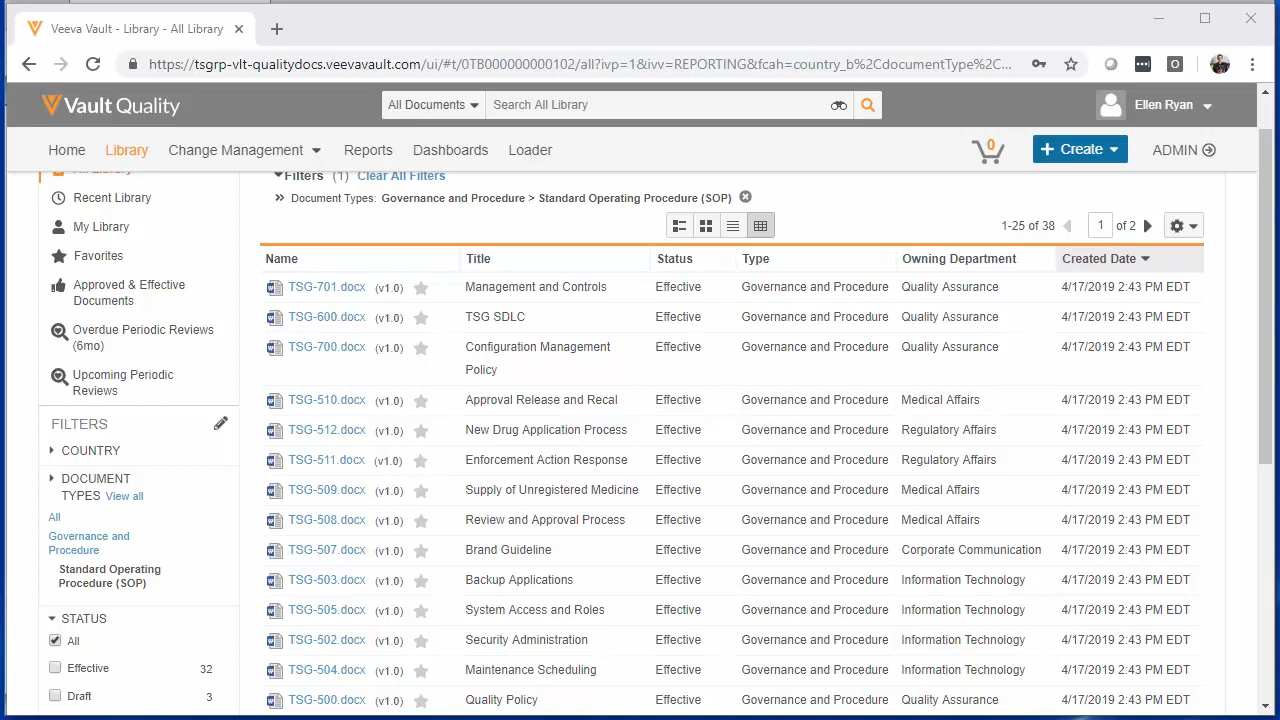 Veeva Vault - Library - All Library
https://tsgrp-vlt-qualitydocs.veevavault.com/ui/#t/0TB000000000102/all?ivp=1&ivv=REPORTING&fcah=country_b%2CdocumentType%2C...
Vault Quality
All Documents
Search All Library
Ellen Ryan
Home
Library
Change Management
Reports
Dashboards
Loader
0
Create
ADMIN
Recent Library
My Library
Favorites
Approved & Effective
Documents
Overdue Periodic Reviews
(6mo)
Upcoming Periodic
Reviews
FILTERS
COUNTRY
DOCUMENT
TYPES View all
All
Governance and
Procedure
Standard Operating
Procedure (SOP)
STATUS
All
Effective 32
Draft 3
Filters (1) Clear All Filters
Document Types: Governance and Procedure > Standard Operating Procedure (SOP)
1-25 of 38 1 of 2
Name Title Status Type Owning Department Created Date
TSG-701.docx (v1.0) Management and Controls Effective Governance and Procedure Quality Assurance 4/17/2019 2:43 PM EDT
TSG-600.docx (v1.0) TSG SDLC Effective Governance and Procedure Quality Assurance 4/17/2019 2:43 PM EDT
TSG-700.docx (v1.0) Configuration Management Effective Governance and Procedure Quality Assurance 4/17/2019 2:43 PM EDT
Policy
TSG-510.docx (v1.0) Approval Release and Recal Effective Governance and Procedure Medical Affairs 4/17/2019 2:43 PM EDT
TSG-512.docx (v1.0) New Drug Application Process Effective Governance and Procedure Regulatory Affairs 4/17/2019 2:43 PM EDT
TSG-511.docx (v1.0) Enforcement Action Response Effective Governance and Procedure Regulatory Affairs 4/17/2019 2:43 PM EDT
TSG-509.docx (v1.0) Supply of Unregistered Medicine Effective Governance and Procedure Medical Affairs 4/17/2019 2:43 PM EDT
TSG-508.docx (v1.0) Review and Approval Process Effective Governance and Procedure Medical Affairs 4/17/2019 2:43 PM EDT
TSG-507.docx (v1.0) Brand Guideline Effective Governance and Procedure Corporate Communication 4/17/2019 2:43 PM EDT
TSG-503.docx (v1.0) Backup Applications Effective Governance and Procedure Information Technology 4/17/2019 2:43 PM EDT
TSG-505.docx (v1.0) System Access and Roles Effective Governance and Procedure Information Technology 4/17/2019 2:43 PM EDT
TSG-502.docx (v1.0) Security Administration Effective Governance and Procedure Information Technology 4/17/2019 2:43 PM EDT
TSG-504.docx (v1.0) Maintenance Scheduling Effective Governance and Procedure Information Technology 4/17/2019 2:43 PM EDT
TSG-500.docx (v1.0) Quality Policy Effective Governance and Procedure Quality Assurance 4/17/2019 2:43 PM EDT